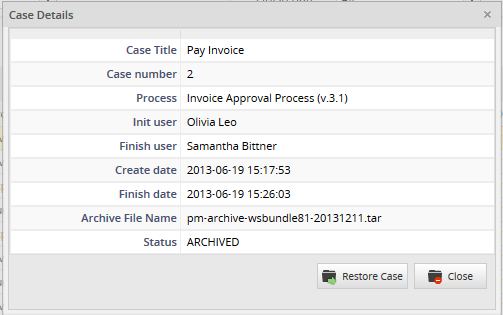 Case Details
Case Title Pay Invoice
Case number 2
Process Invoice Approval Process (v.3.1)
Init user Olivia Leo
Finish user Samantha Bittner
Create date 2013-06-19 15:17:53
Finish date 2013-06-19 15:26:03
Archive File Name pm-archive-wsbundle81-20131211.tar
Status ARCHIVED
Restore Case Close